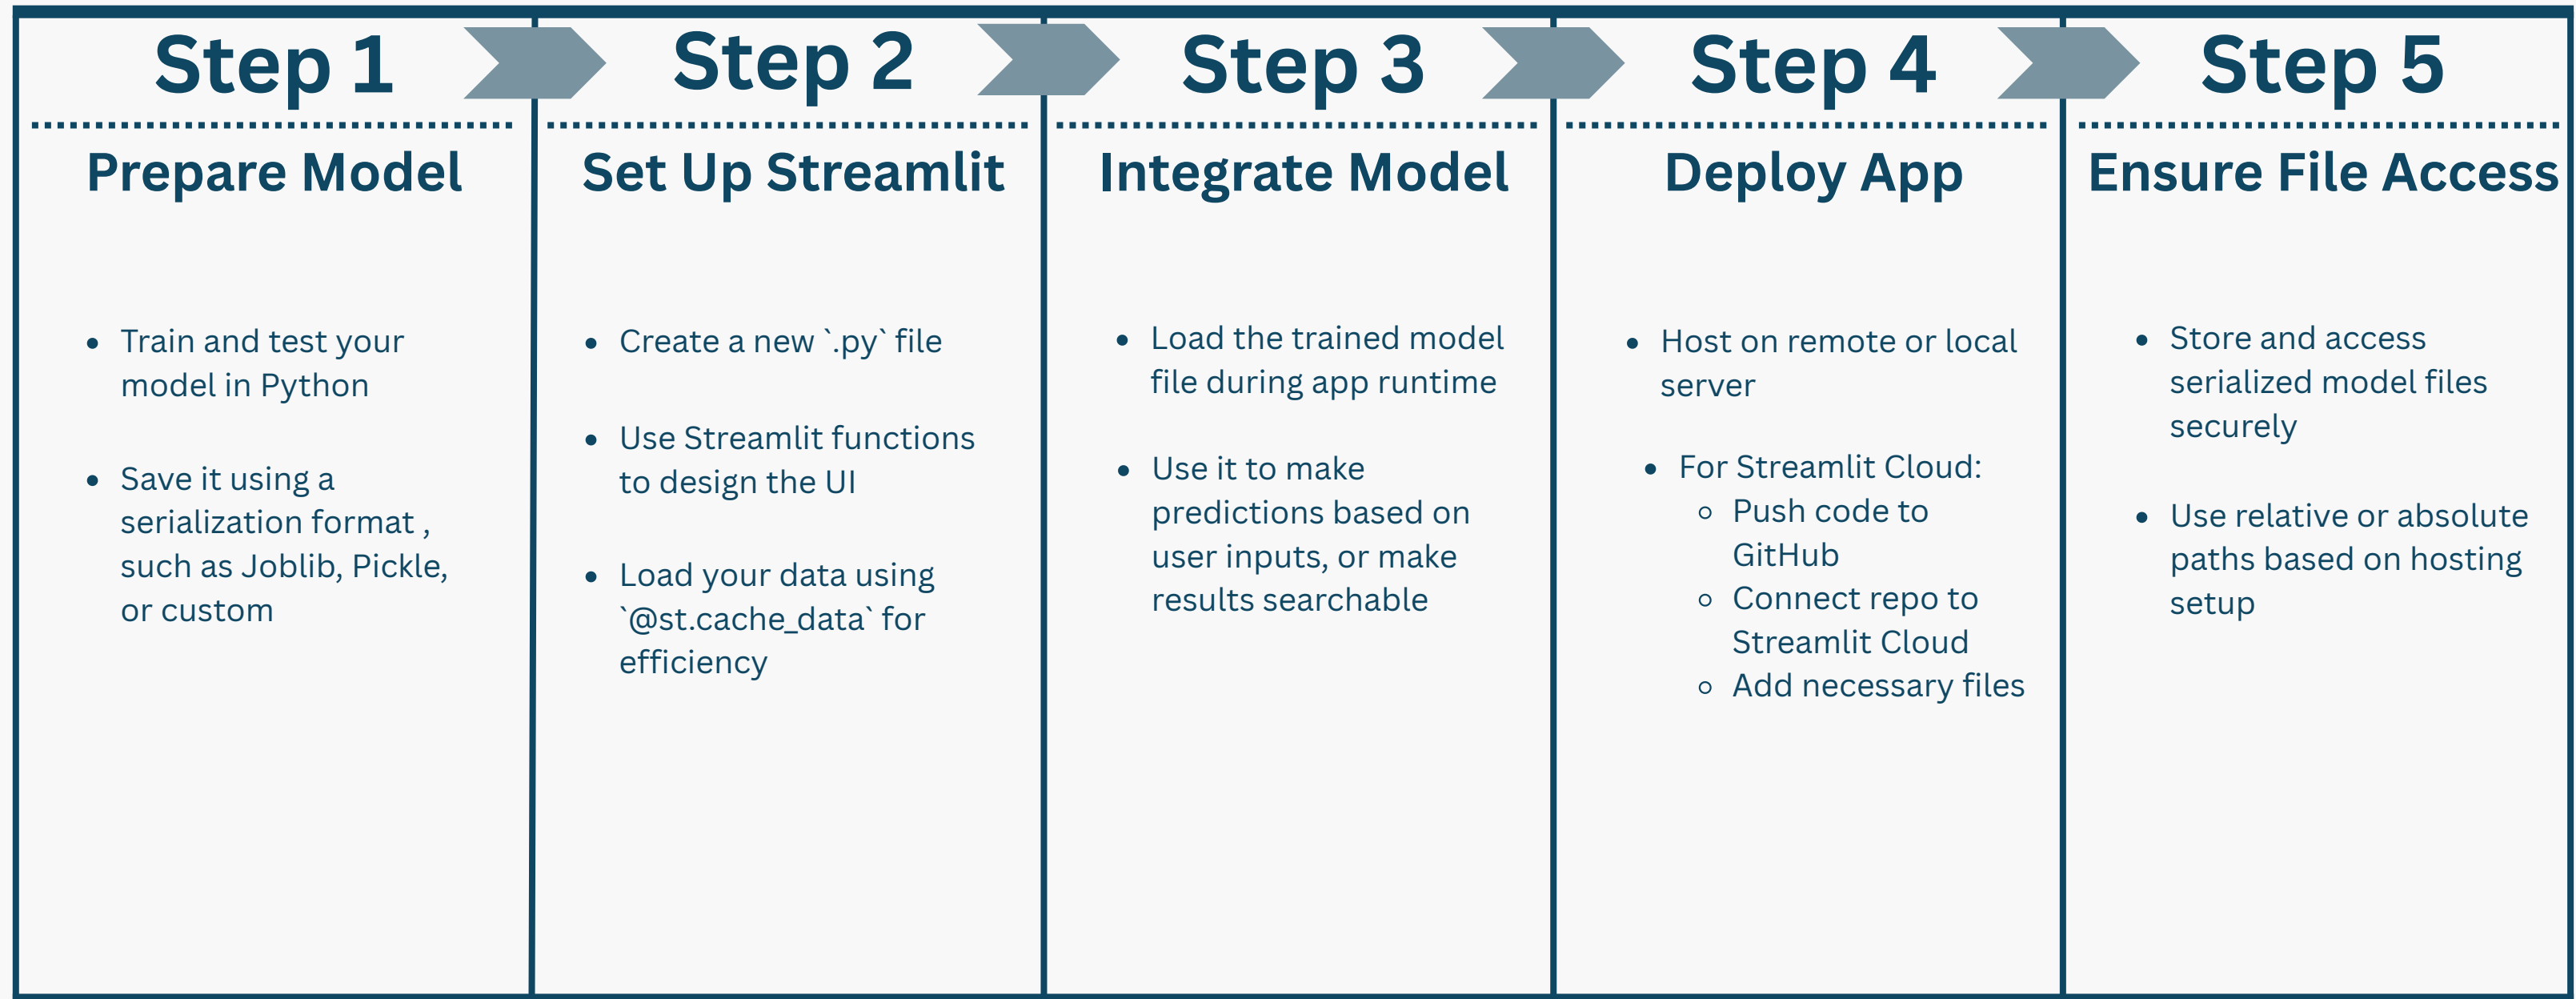 Step 1
Prepare Model
Train and test your
model in Python
Save it using a
serialization format ,
such as Joblib, Pickle,
or custom
Step 2
Set Up Streamlit
Create a new `.py` file
Use Streamlit functions
to design the UI
Load your data using
`@st.cache_data` for
efficiency
Step 3
Integrate Model
Load the trained model
file during app runtime
Use it to make
predictions based on
user inputs, or make
results searchable
Step 4
Deploy App
Host on remote or local
server
For Streamlit Cloud:
Push code to
GitHub
Connect repo to
Streamlit Cloud
Add necessary files
Step 5
Ensure File Access
Store and access
serialized model files
securely
Use relative or absolute
paths based on hosting
setup